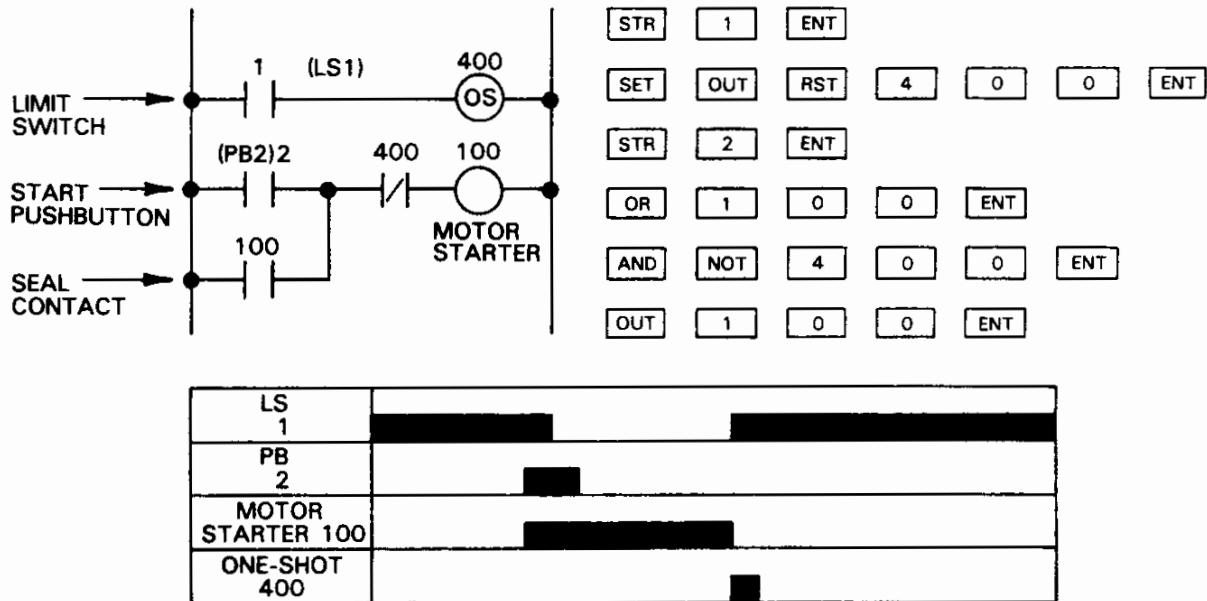 1 (LS1) 400
OS
LIMIT
SWITCH
(PB2)2 400 100
START
PUSHBUTTON
MOTOR
STARTER
100
SEAL
CONTACT
STR 1 ENT
SET OUT RST 4 0 0 ENT
STR 2 ENT
OR 1 0 0 ENT
AND NOT 4 0 0 ENT
OUT 1 0 0 ENT
LS
1
PB
2
MOTOR
STARTER 100
ONE-SHOT
400